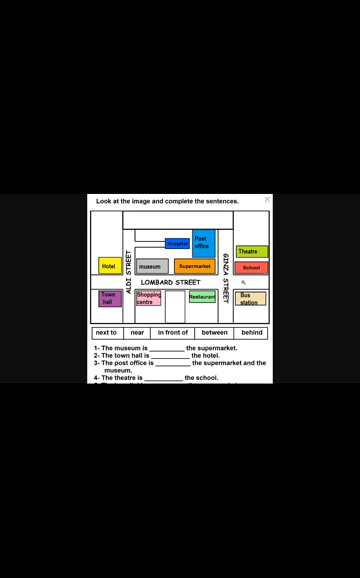 Look at the image and complete the sentences.
Post
office
Hospital
Theatre
Hotel
museum
Supermarket
School
ALDI STREET
GINZA STREET
LOMBARD STREET
Town
hall
Shopping
centre
Restaurant
Bus
station
next to near in front of between behind
1- The museum is __________ the supermarket.
2- The town hall is __________ the hotel.
3- The post office is __________ the supermarket and the
museum.
4- The theatre is __________ the school.